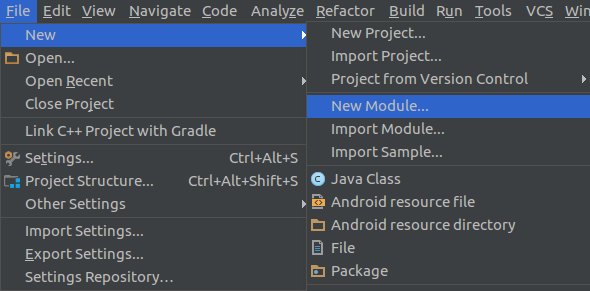 File Edit View Navigate Code Analyze Refactor Build Run Tools VCS Win
New
Open...
Open Recent
Close Project
Link C++ Project with Gradle
Settings... Ctrl+Alt+S
Project Structure... Ctrl+Alt+Shift+S
Other Settings
Import Settings...
Export Settings...
Settings Repository...
New Project...
Import Project...
Project from Version Control
New Module...
Import Module...
Import Sample...
Java Class
Android resource file
Android resource directory
File
Package